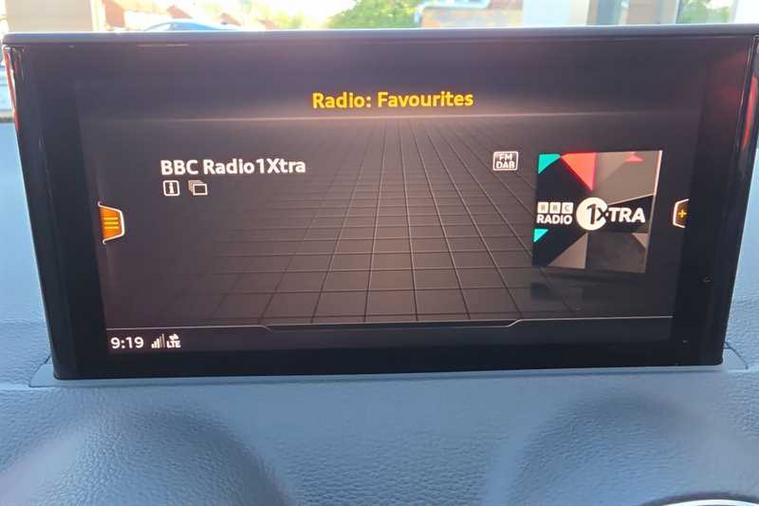 Radio: Favourites
BBC Radio1Xtra
FM
DAB
BBC
RADIO 1XTRA
9:19 LTE